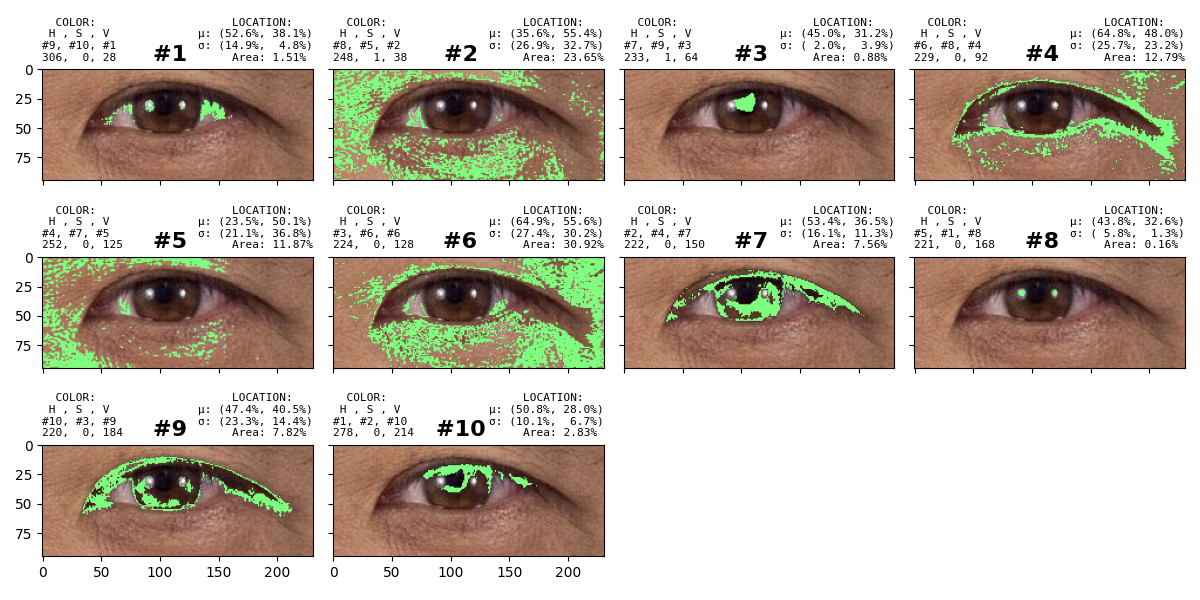 COLOR: LOCATION:
H , S , V #1 μ: (52.6%, 38.1%)
#9, #10, #1 σ: (14.9%, 4.8%)
306, 0, 28 Area: 1.51%
COLOR: LOCATION:
H , S , V #2 μ: (35.6%, 55.4%)
#8, #5, #2 σ: (26.9%, 32.7%)
248, 1, 38 Area: 23.65%
COLOR: LOCATION:
H , S , V #3 μ: (45.0%, 31.2%)
#7, #9, #3 σ: ( 2.0%, 3.9%)
233, 1, 64 Area: 0.88%
COLOR: LOCATION:
H , S , V #4 μ: (64.8%, 48.0%)
#6, #8, #4 σ: (25.7%, 23.2%)
229, 0, 92 Area: 12.79%
0
25
50
75
COLOR: LOCATION:
H , S , V #5 μ: (23.5%, 50.1%)
#4, #7, #5 σ: (21.1%, 36.8%)
252, 0, 125 Area: 11.87%
COLOR: LOCATION:
H , S , V #6 μ: (64.9%, 55.6%)
#3, #6, #6 σ: (27.4%, 30.2%)
224, 0, 128 Area: 30.92%
COLOR: LOCATION:
H , S , V #7 μ: (53.4%, 36.5%)
#2, #4, #7 σ: (16.1%, 11.3%)
222, 0, 150 Area: 7.56%
COLOR: LOCATION:
H , S , V #8 μ: (43.8%, 32.6%)
#5, #1, #8 σ: ( 5.8%, 1.3%)
221, 0, 168 Area: 0.16%
0
25
50
75
COLOR: LOCATION:
H , S , V #9 μ: (47.4%, 40.5%)
#10, #3, #9 σ: (23.3%, 14.4%)
220, 0, 184 Area: 7.82%
COLOR: LOCATION:
H , S , V #10 μ: (50.8%, 28.0%)
#1, #2, #10 σ: (10.1%, 6.7%)
278, 0, 214 Area: 2.83%
0
25
50
75
0 50 100 150 200
0 50 100 150 200